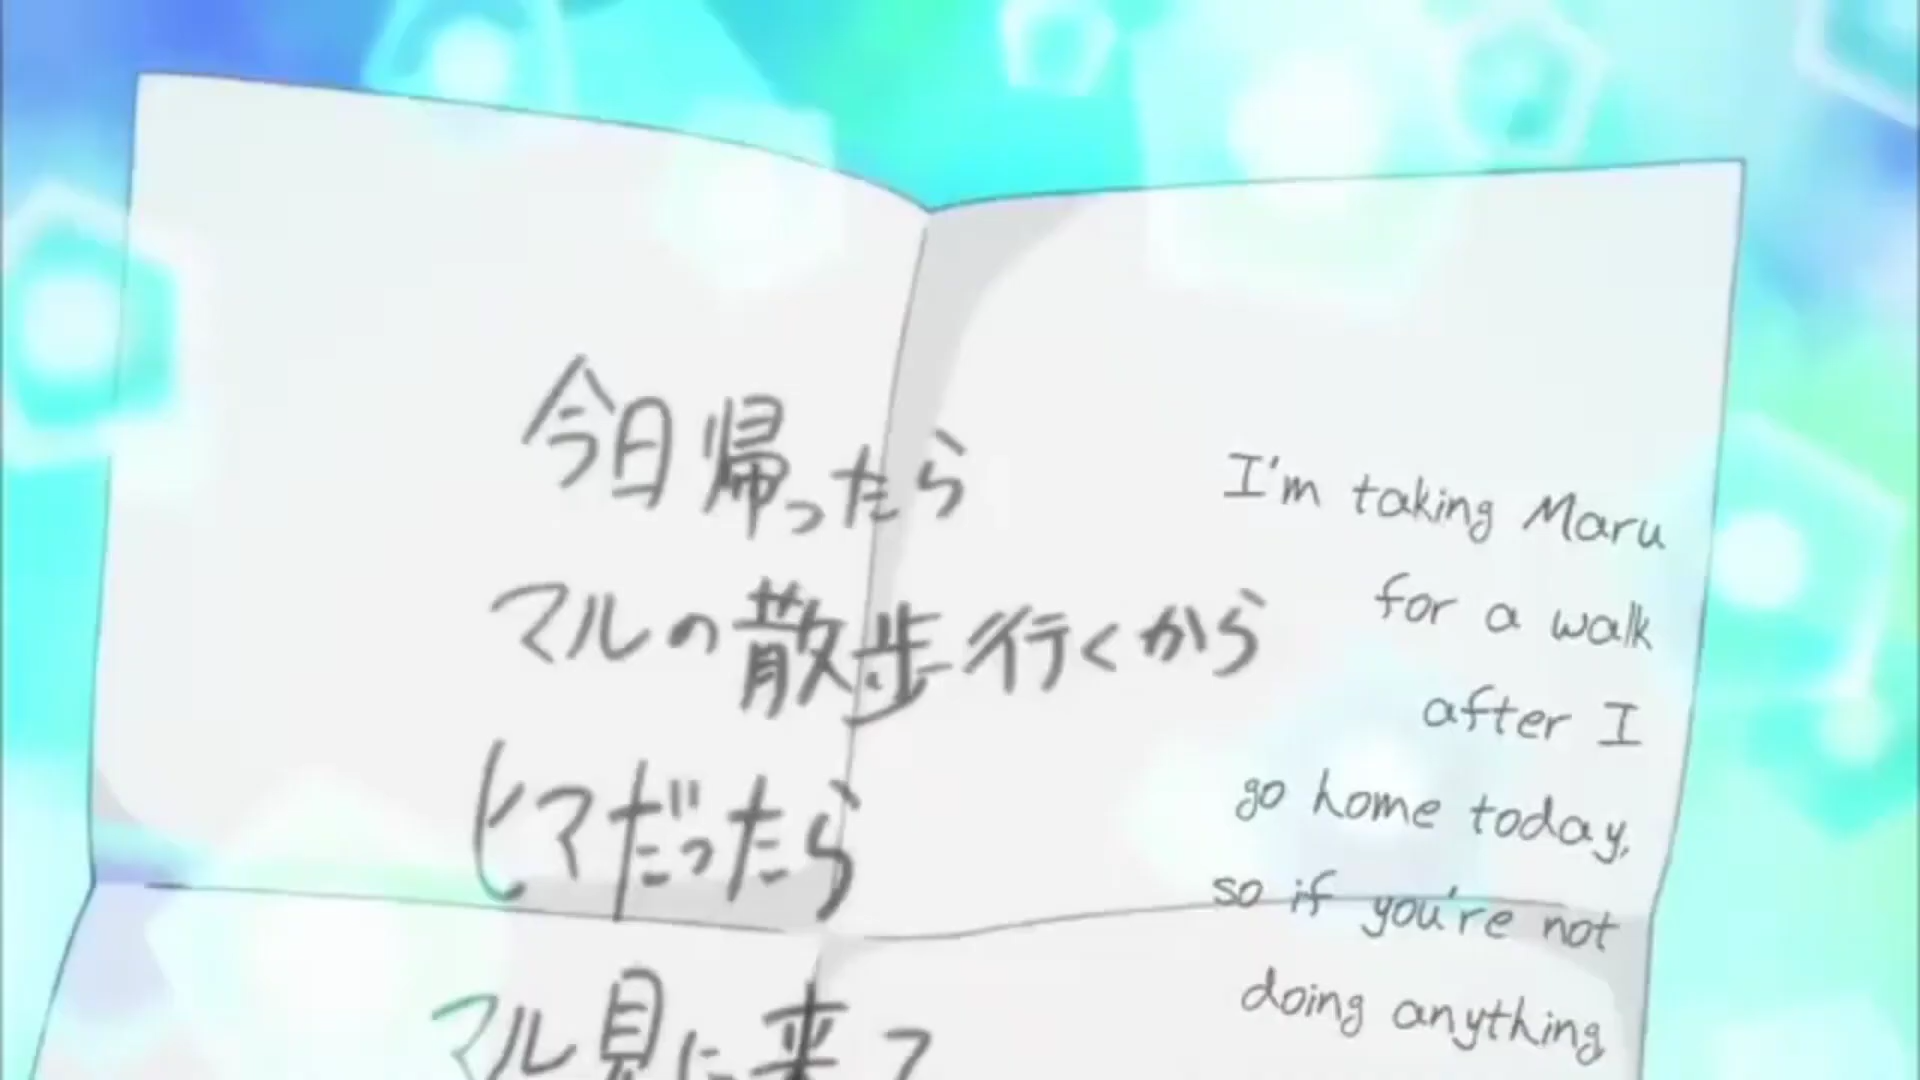 今日帰ったら
マルの散歩行くから
ヒマだったら
マル見に来て
I'm taking Maru
for a walk
after I
go home today,
so if you're not
doing anything